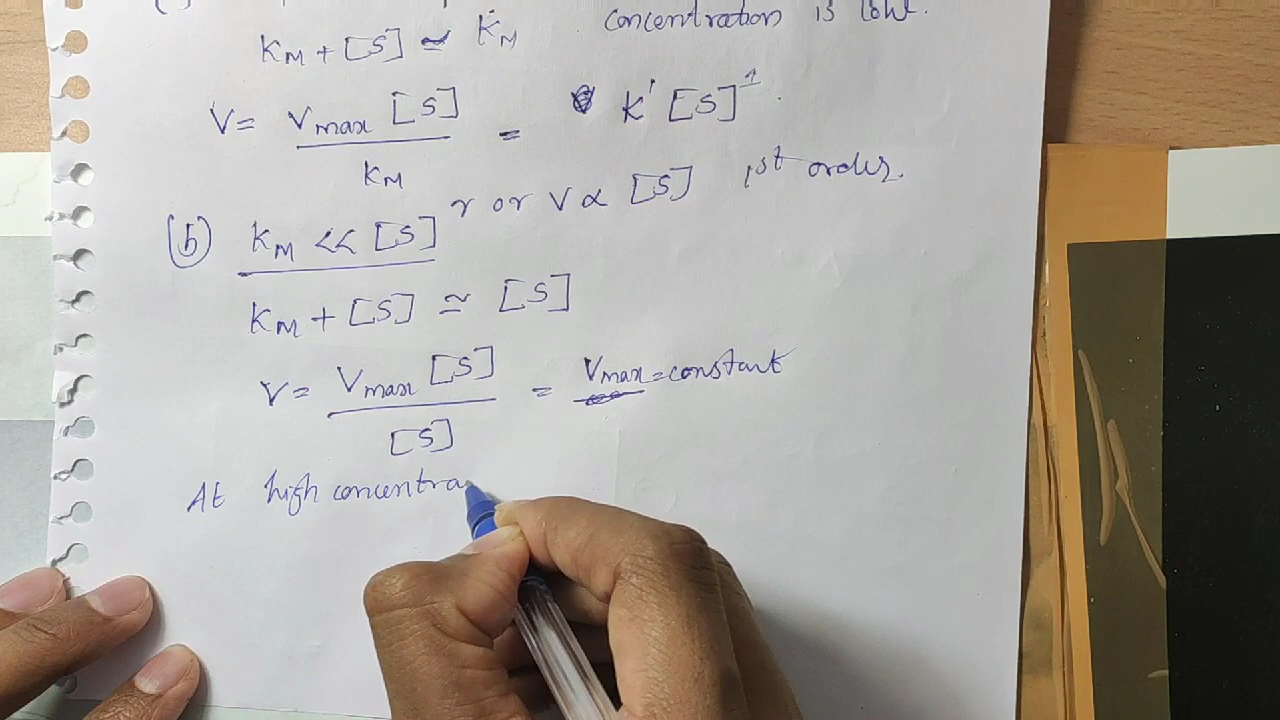 concentration is low.
KM + [S] ≃ KM
V = Vmax [S] / KM = K' [S]^1.
r or V ∝ [S] 1st order.
(b) KM << [S]
KM + [S] ≃ [S]
V = Vmax [S] / [S] = Vmax = constant
At high concentra